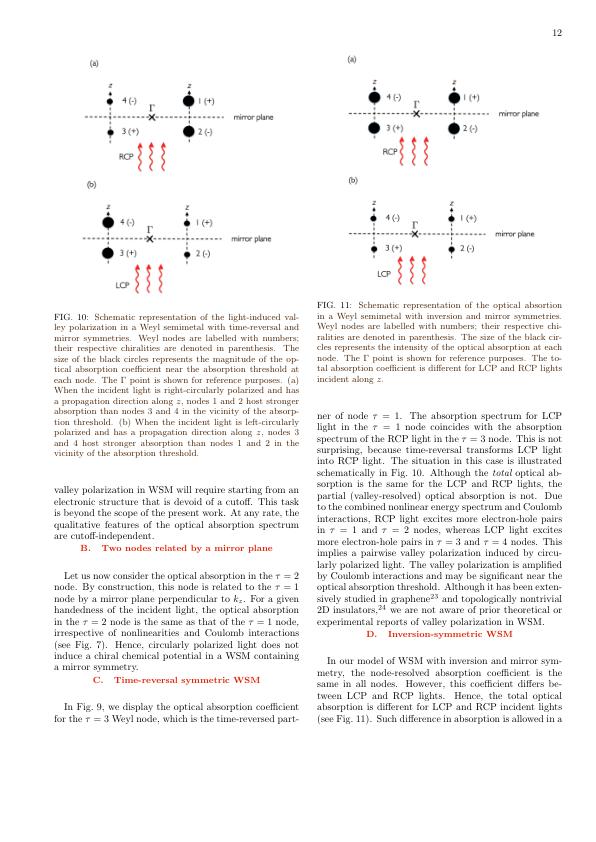 12
(a)
z
4 (-)
1 (+)
Γ
mirror plane
3 (+)
2 (-)
RCP
(b)
z
4 (-)
1 (+)
Γ
mirror plane
3 (+)
2 (-)
LCP
FIG. 10: Schematic representation of the light-induced val-
ley polarization in a Weyl semimetal with time-reversal and
mirror symmetries. Weyl nodes are labelled with numbers;
their respective chiralities are denoted in parenthesis. The
size of the black circles represents the magnitude of the op-
tical absorption coefficient near the absorption threshold at
each node. The Γ point is shown for reference purposes. (a)
When the incident light is right-circularly polarized and has
a propagation direction along z, nodes 1 and 2 host stronger
absorption than nodes 3 and 4 in the vicinity of the absorp-
tion threshold. (b) When the incident light is left-circularly
polarized and has a propagation direction along z, nodes 3
and 4 host stronger absorption than nodes 1 and 2 in the
vicinity of the absorption threshold.
valley polarization in WSM will require starting from an
electronic structure that is devoid of a cutoff. This task
is beyond the scope of the present work. At any rate, the
qualitative features of the optical absorption spectrum
are cutoff-independent.
B. Two nodes related by a mirror plane
Let us now consider the optical absorption in the τ = 2
node. By construction, this node is related to the τ = 1
node by a mirror plane perpendicular to kz. For a given
handedness of the incident light, the optical absorption
in the τ = 2 node is the same as that of the τ = 1 node,
irrespective of nonlinearities and Coulomb interactions
(see Fig. 7). Hence, circularly polarized light does not
induce a chiral chemical potential in a WSM containing
a mirror symmetry.
C. Time-reversal symmetric WSM
In Fig. 9, we display the optical absorption coefficient
for the τ = 3 Weyl node, which is the time-reversed part-
(a)
z
z
4 (-)
1 (+)
Γ
mirror plane
3 (+)
2 (-)
RCP
(b)
z
z
4 (-)
1 (+)
Γ
mirror plane
3 (+)
2 (-)
LCP
FIG. 11: Schematic representation of the optical absortion
in a Weyl semimetal with inversion and mirror symmetries.
Weyl nodes are labelled with numbers; their respective chi-
ralities are denoted in parenthesis. The size of the black cir-
cles represents the intensity of the optical absorption at each
node. The Γ point is shown for reference purposes. The to-
tal absorption coefficient is different for LCP and RCP lights
incident along z.
ner of node τ = 1. The absorption spectrum for LCP
light in the τ = 1 node coincides with the absorption
spectrum of the RCP light in the τ = 3 node. This is not
surprising, because time-reversal transforms LCP light
into RCP light. The situation in this case is illustrated
schematically in Fig. 10. Although the total optical ab-
sorption is the same for the LCP and RCP lights, the
partial (valley-resolved) optical absorption is not. Due
to the combined nonlinear energy spectrum and Coulomb
interactions, RCP light excites more electron-hole pairs
in τ = 1 and τ = 2 nodes, whereas LCP light excites
more electron-hole pairs in τ = 3 and τ = 4 nodes. This
implies a pairwise valley polarization induced by circu-
larly polarized light. The valley polarization is amplified
by Coulomb interactions and may be significant near the
optical absorption threshold. Although it has been exten-
sively studied in graphene23 and topologically nontrivial
2D insulators,24 we are not aware of prior theoretical or
experimental reports of valley polarization in WSM.
D. Inversion-symmetric WSM
In our model of WSM with inversion and mirror sym-
metry, the node-resolved absorption coefficient is the
same in all nodes. However, this coefficient differs be-
tween LCP and RCP lights. Hence, the total optical
absorption is different for LCP and RCP incident lights
(see Fig. 11). Such difference in absorption is allowed in a